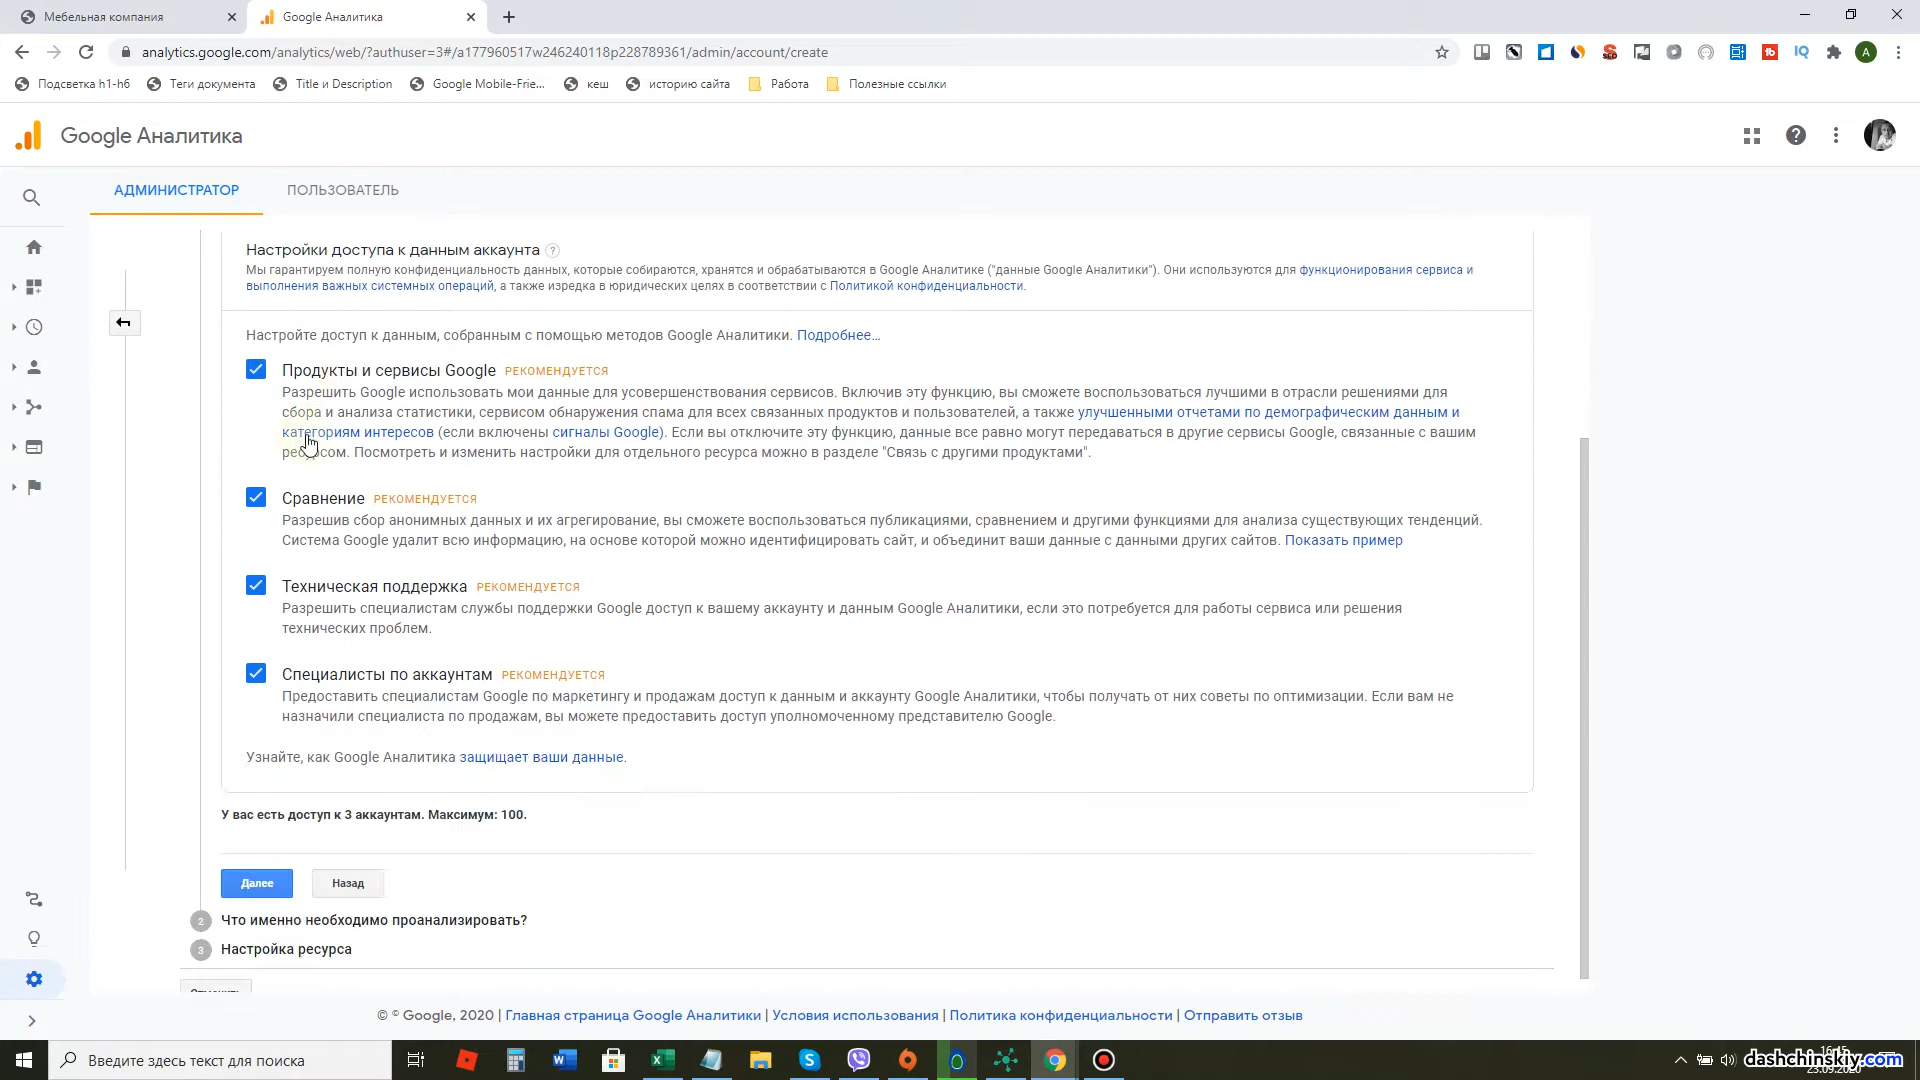 Мебельная компания
Google Аналитика
analytics.google.com/analytics/web/?authuser=3#/a177960517w246240118p228789361/admin/account/create
Подсветка h1-h6
Теги документа
Title и Description
Google Mobile-Frie...
кеш
историю сайта
Работа
Полезные ссылки
Google Аналитика
АДМИНИСТРАТОР
ПОЛЬЗОВАТЕЛЬ
Настройки доступа к данным аккаунта ?
Мы гарантируем полную конфиденциальность данных, которые собираются, хранятся и обрабатываются в Google Аналитике ("данные Google Аналитики"). Они используются для функционирования сервиса и
выполнения важных системных операций, а также изредка в юридических целях в соответствии с Политикой конфиденциальности.
Настройте доступ к данным, собранным с помощью методов Google Аналитики. Подробнее…
Продукты и сервисы Google РЕКОМЕНДУЕТСЯ
Разрешить Google использовать мои данные для усовершенствования сервисов. Включив эту функцию, вы сможете воспользоваться лучшими в отрасли решениями для
сбора и анализа статистики, сервисом обнаружения спама для всех связанных продуктов и пользователей, а также улучшенными отчетами по демографическим данным и
категориям интересов (если включены сигналы Google). Если вы отключите эту функцию, данные все равно могут передаваться в другие сервисы Google, связанные с вашим
ресурсом. Посмотреть и изменить настройки для отдельного ресурса можно в разделе "Связь с другими продуктами".
Сравнение РЕКОМЕНДУЕТСЯ
Разрешив сбор анонимных данных и их агрегирование, вы сможете воспользоваться публикациями, сравнением и другими функциями для анализа существующих тенденций.
Система Google удалит всю информацию, на основе которой можно идентифицировать сайт, и объединит ваши данные с данными других сайтов. Показать пример
Техническая поддержка РЕКОМЕНДУЕТСЯ
Разрешить специалистам службы поддержки Google доступ к вашему аккаунту и данным Google Аналитики, если это потребуется для работы сервиса или решения
технических проблем.
Специалисты по аккаунтам РЕКОМЕНДУЕТСЯ
Предоставить специалистам Google по маркетингу и продажам доступ к данным и аккаунту Google Аналитики, чтобы получать от них советы по оптимизации. Если вам не
назначили специалиста по продажам, вы можете предоставить доступ уполномоченному представителю Google.
Узнайте, как Google Аналитика защищает ваши данные.
У вас есть доступ к 3 аккаунтам. Максимум: 100.
Далее
Назад
2 Что именно необходимо проанализировать?
3 Настройка ресурса
© © Google, 2020 | Главная страница Google Аналитики | Условия использования | Политика конфиденциальности | Отправить отзыв
Введите здесь текст для поиска
16:15
dashchinskiy.com
23.09.2020